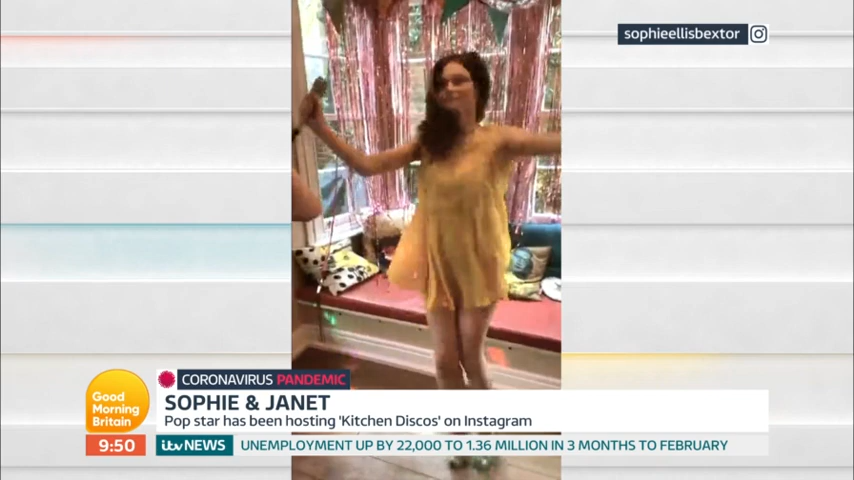 sophieellisbextor
CORONAVIRUS PANDEMIC
Good
Morning
Britain
SOPHIE & JANET
Pop star has been hosting 'Kitchen Discos' on Instagram
9:50
itv NEWS
UNEMPLOYMENT UP BY 22,000 TO 1.36 MILLION IN 3 MONTHS TO FEBRUARY